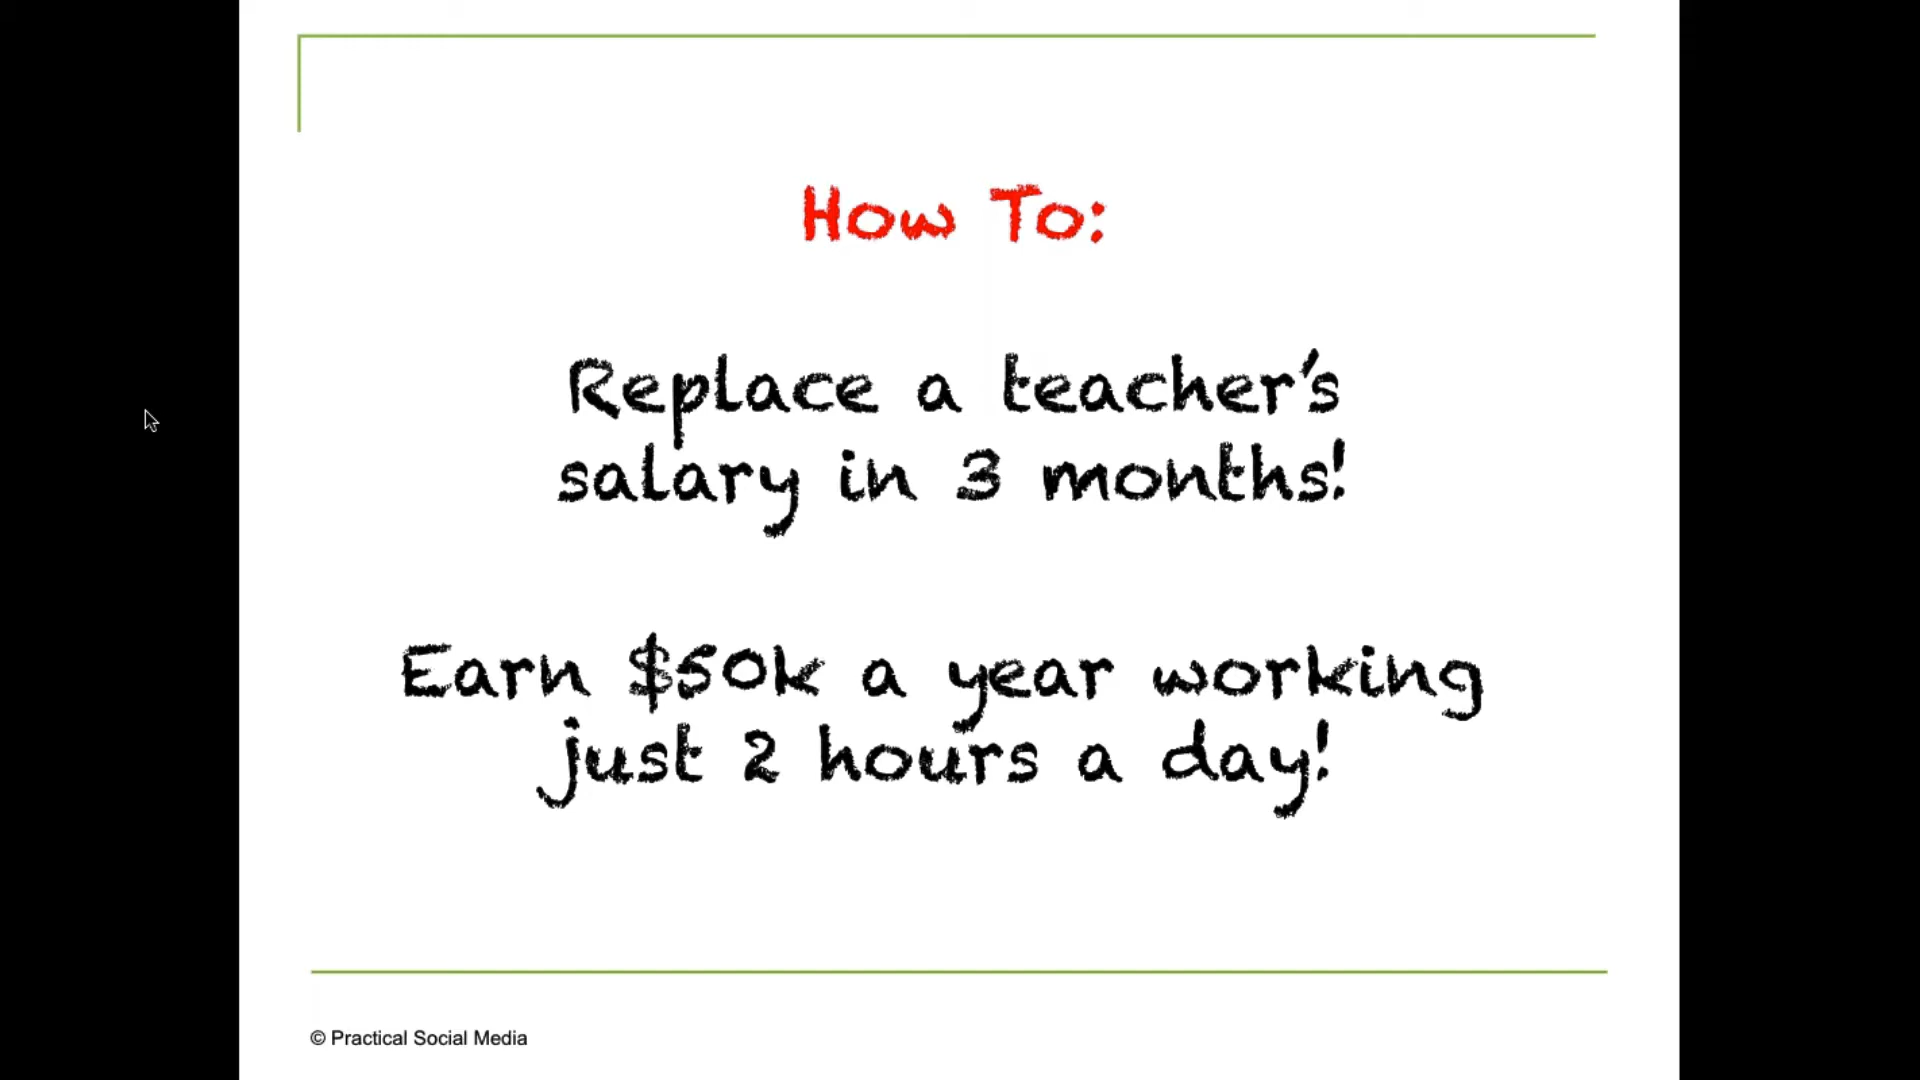 How To:
Replace a teacher's
salary in 3 months!
Earn $50k a year working
just 2 hours a day!
© Practical Social Media